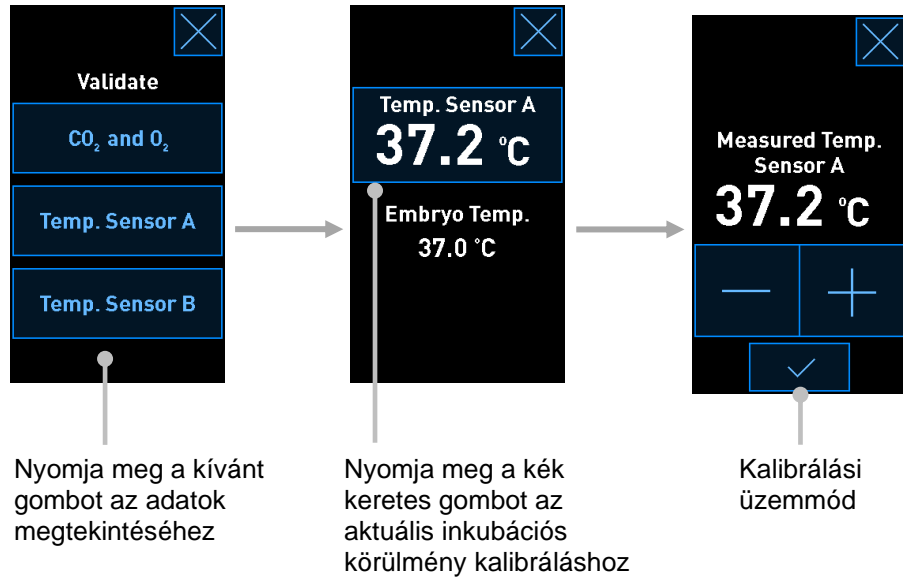 Validate
CO₂ and O₂
Temp. Sensor A
Temp. Sensor B
Temp. Sensor A
37.2 °C
Embryo Temp.
37.0 °C
Measured Temp.
Sensor A
37.2 °C
Nyomja meg a kívánt
gombot az adatok
megtekintéséhez
Nyomja meg a kék
keretes gombot az
aktuális inkubációs
körülmény kalibráláshoz
Kalibrálási
üzemmód